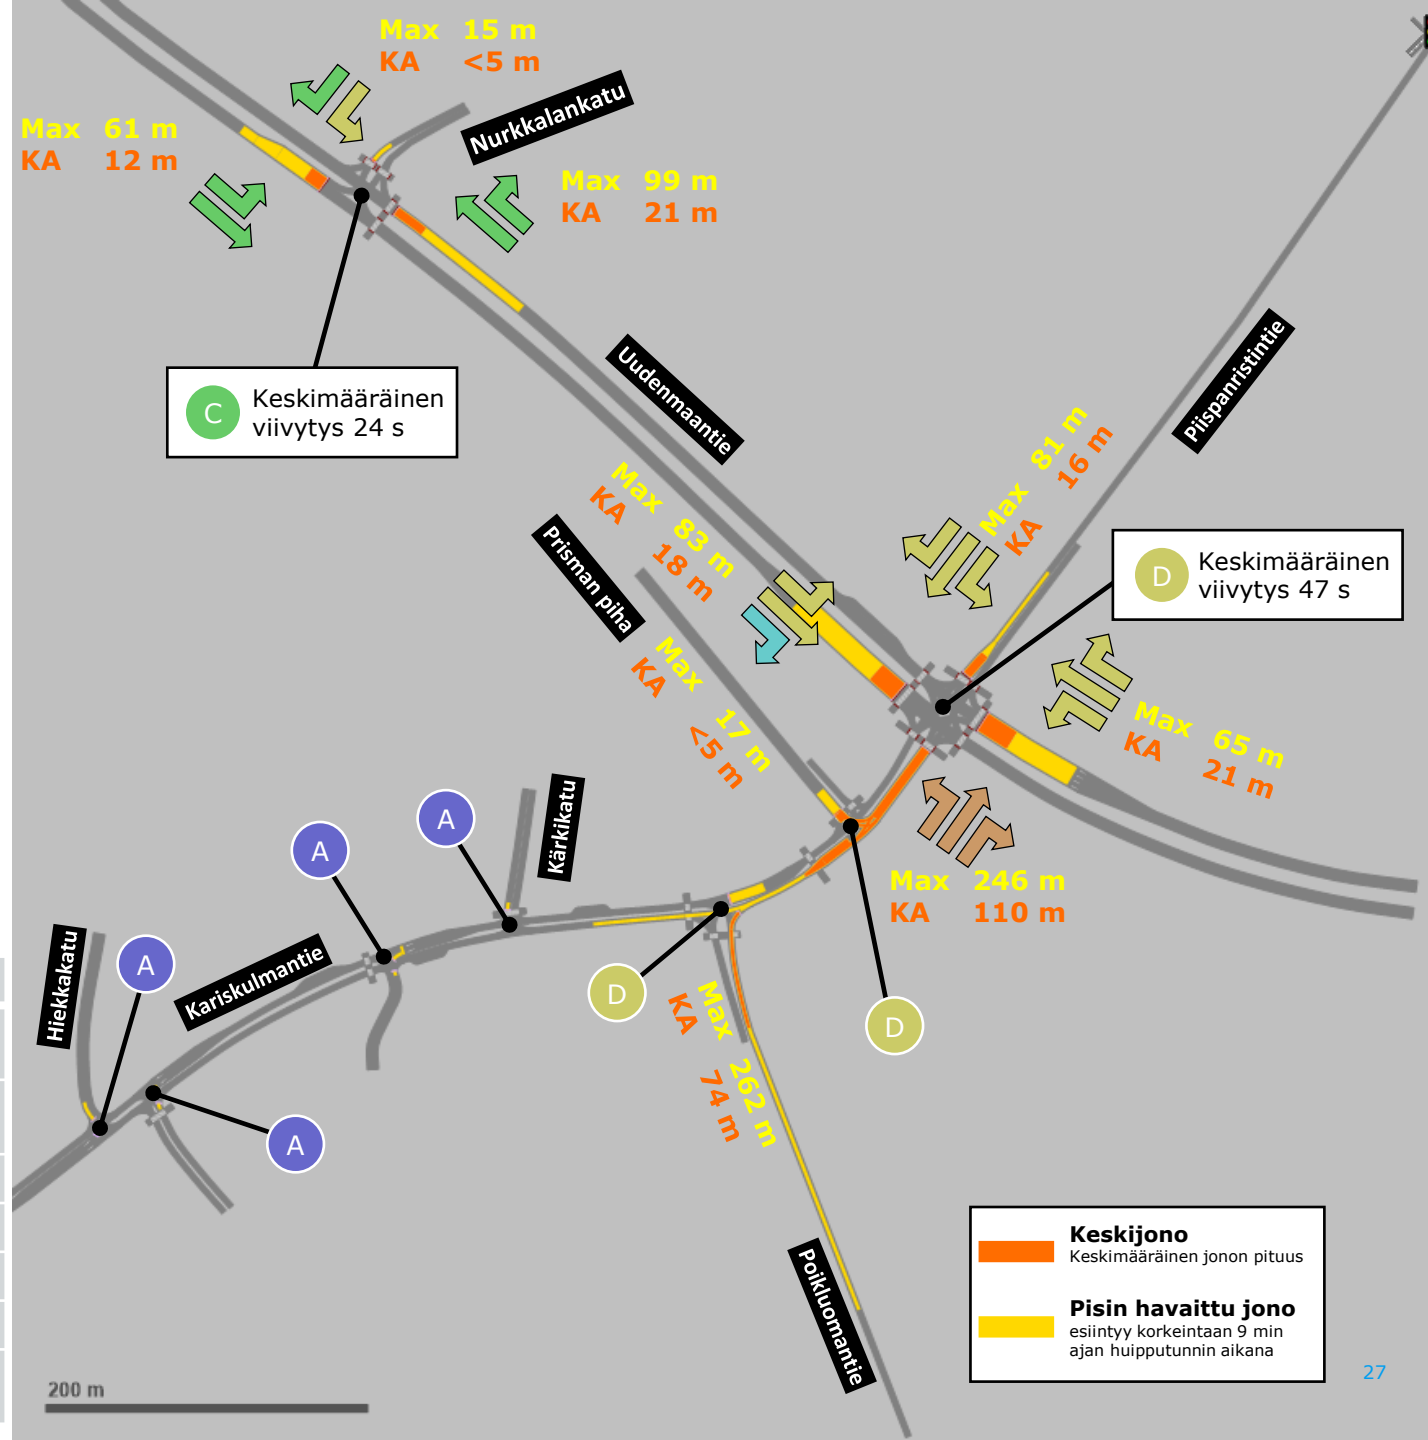 Max 15 m
KA <5 m
Nurkkalankatu
Max 61 m
KA 12 m
Max 99 m
KA 21 m
C
Keskimääräinen
viivytys 24 s
Uudenmaantie
Piispanristintie
Max 81 m
KA 16 m
Max 83 m
KA 18 m
Prisman piha
D
Keskimääräinen
viivytys 47 s
Max 17 m
KA <5 m
Max 65 m
KA 21 m
Kärkikatu
A
A
Max 246 m
KA 110 m
Hiekkakatu
A
Kariskulmantie
D
D
Max 262 m
KA 74 m
A
Poikluomantie
Keskijono
Keskimääräinen jonon pituus
Pisin havaittu jono
esiintyy korkeintaan 9 min
ajan huipputunnin aikana
200 m
27